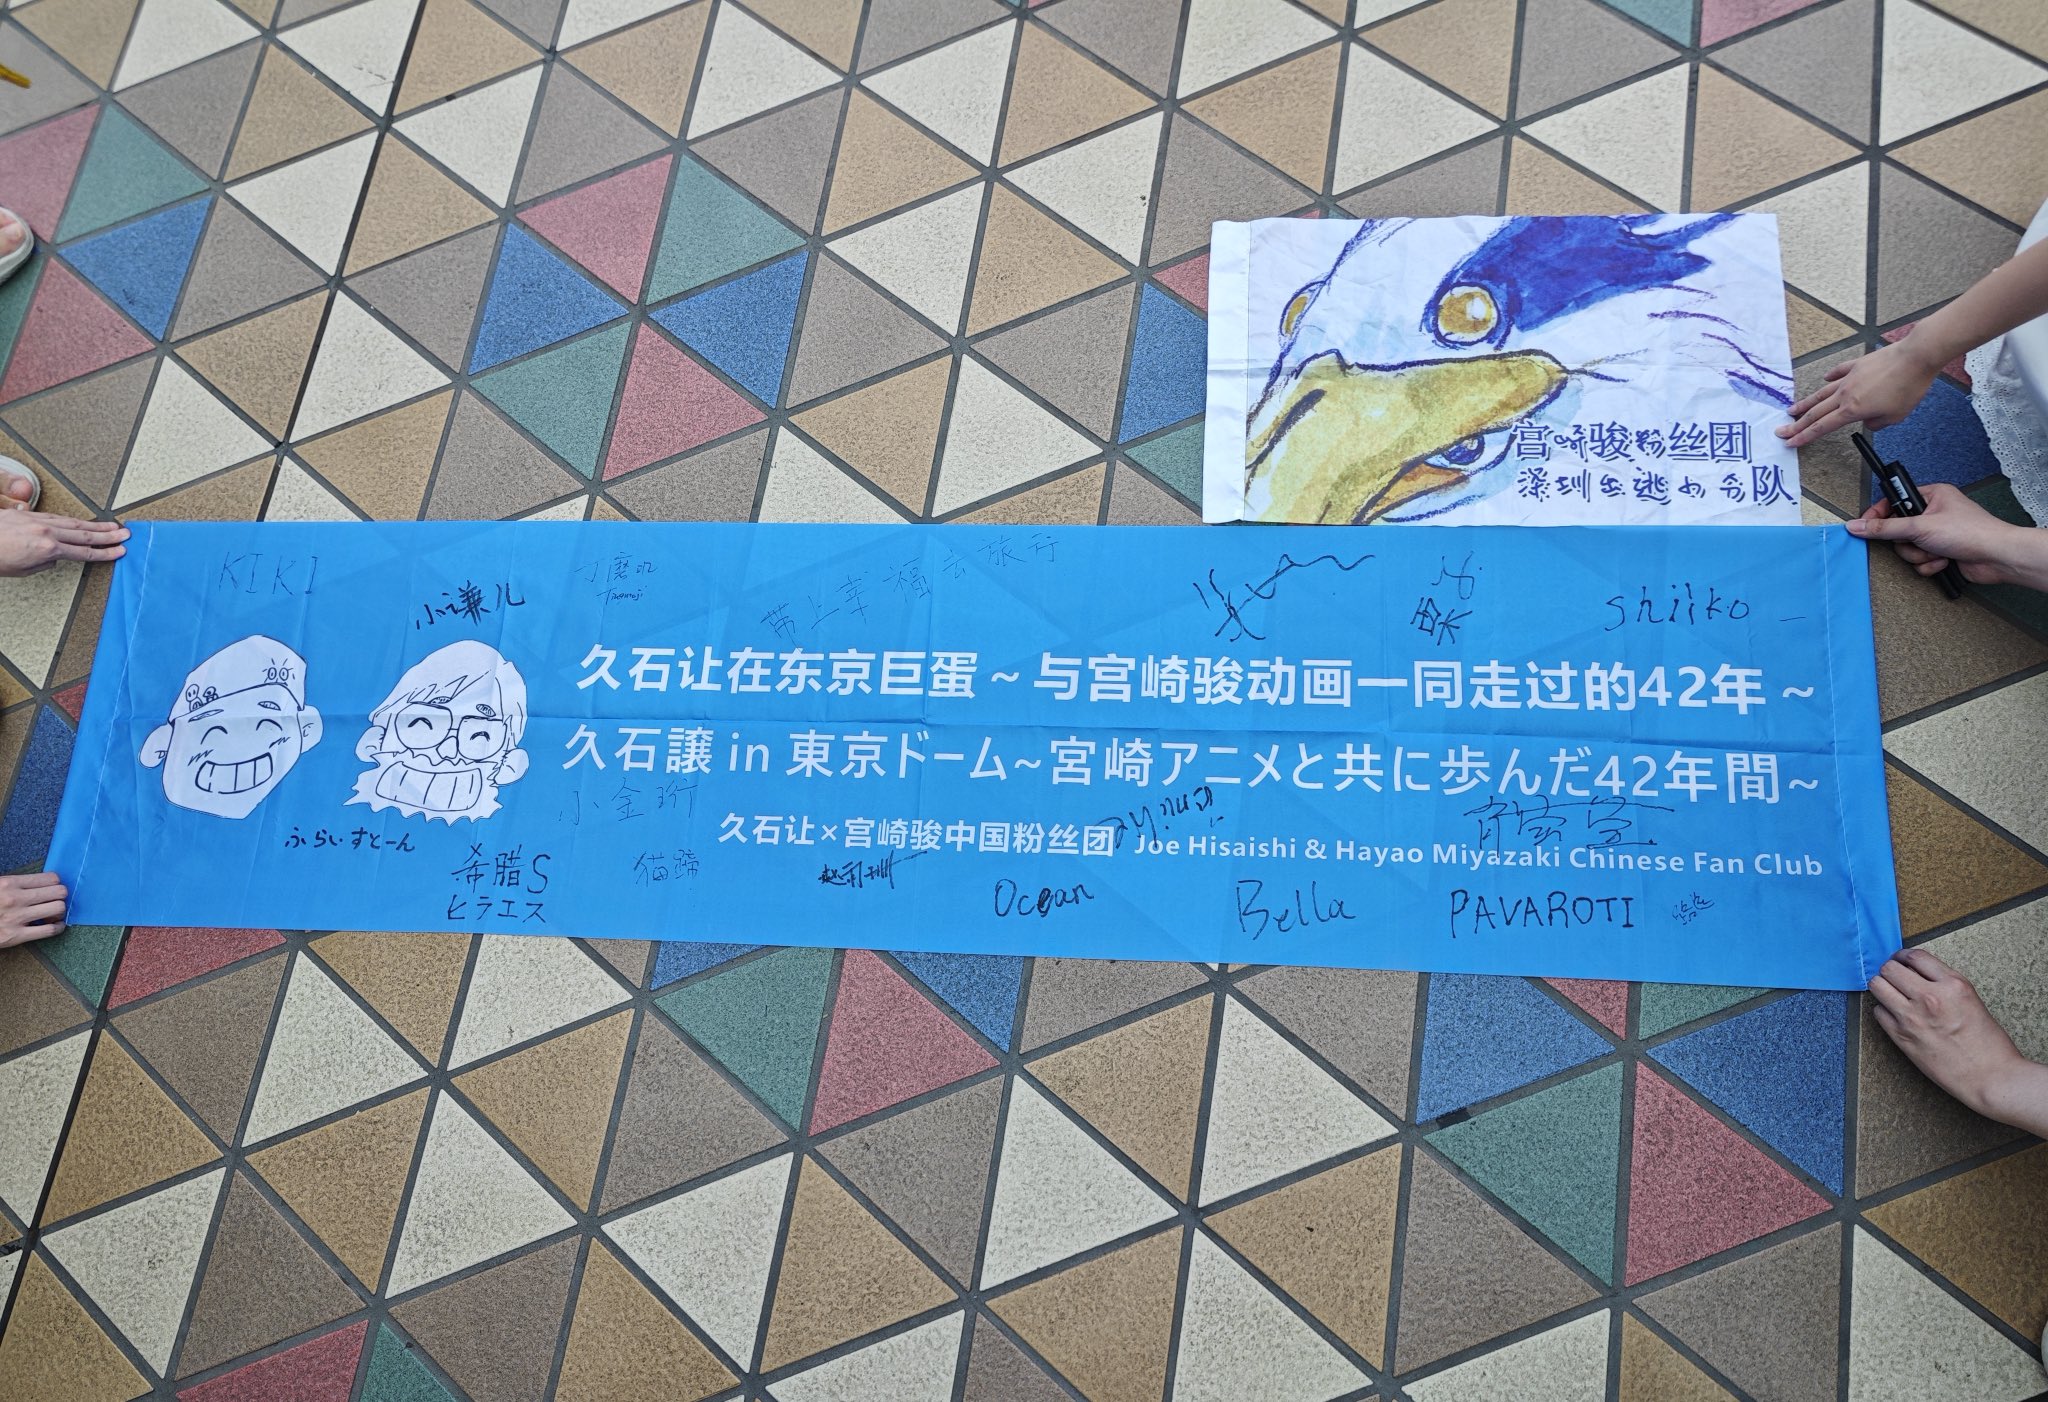 宫崎骏粉丝团
深圳出逃少分队
KIKI
小谦儿
带上幸福去旅行
栗子
shiiko
久石让在东京巨蛋~与宫崎骏动画一同走过的42年~
久石譲 in 東京ドーム~宮崎アニメと共に歩んだ42年間~
小金珩
久石让×宫崎骏中国粉丝团 Joe Hisaishi & Hayao Miyazaki Chinese Fan Club
ふらいすとーん
希腊S
ヒラエス
猫蹄
Ocean
Bella
PAVAROTI